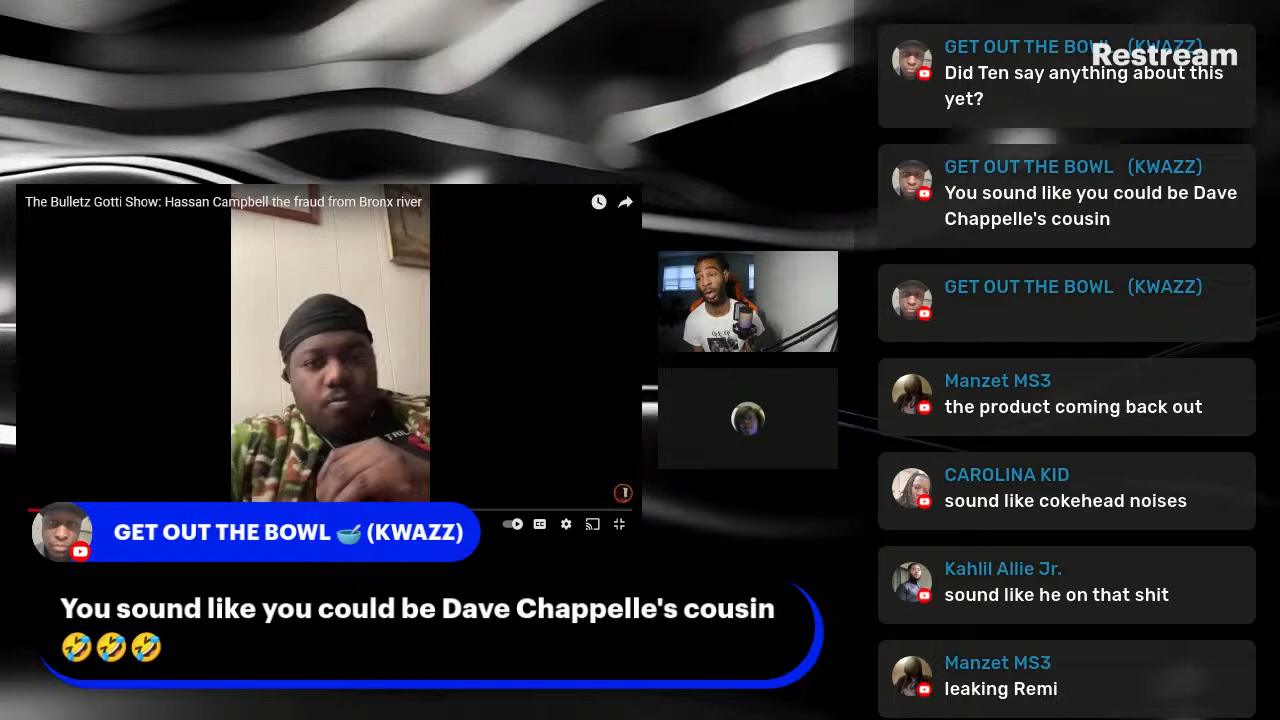 The Bulletz Gotti Show: Hassan Campbell the fraud from Bronx river
GET OUT THE BOWL 🥣 (KWAZZ)
You sound like you could be Dave Chappelle's cousin
🤣🤣🤣
Restream
GET OUT THE BOWL (KWAZZ)
Did Ten say anything about this
yet?
GET OUT THE BOWL (KWAZZ)
You sound like you could be Dave
Chappelle's cousin
GET OUT THE BOWL (KWAZZ)
Manzet MS3
the product coming back out
CAROLINA KID
sound like cokehead noises
Kahlil Allie Jr.
sound like he on that shit
Manzet MS3
leaking Remi